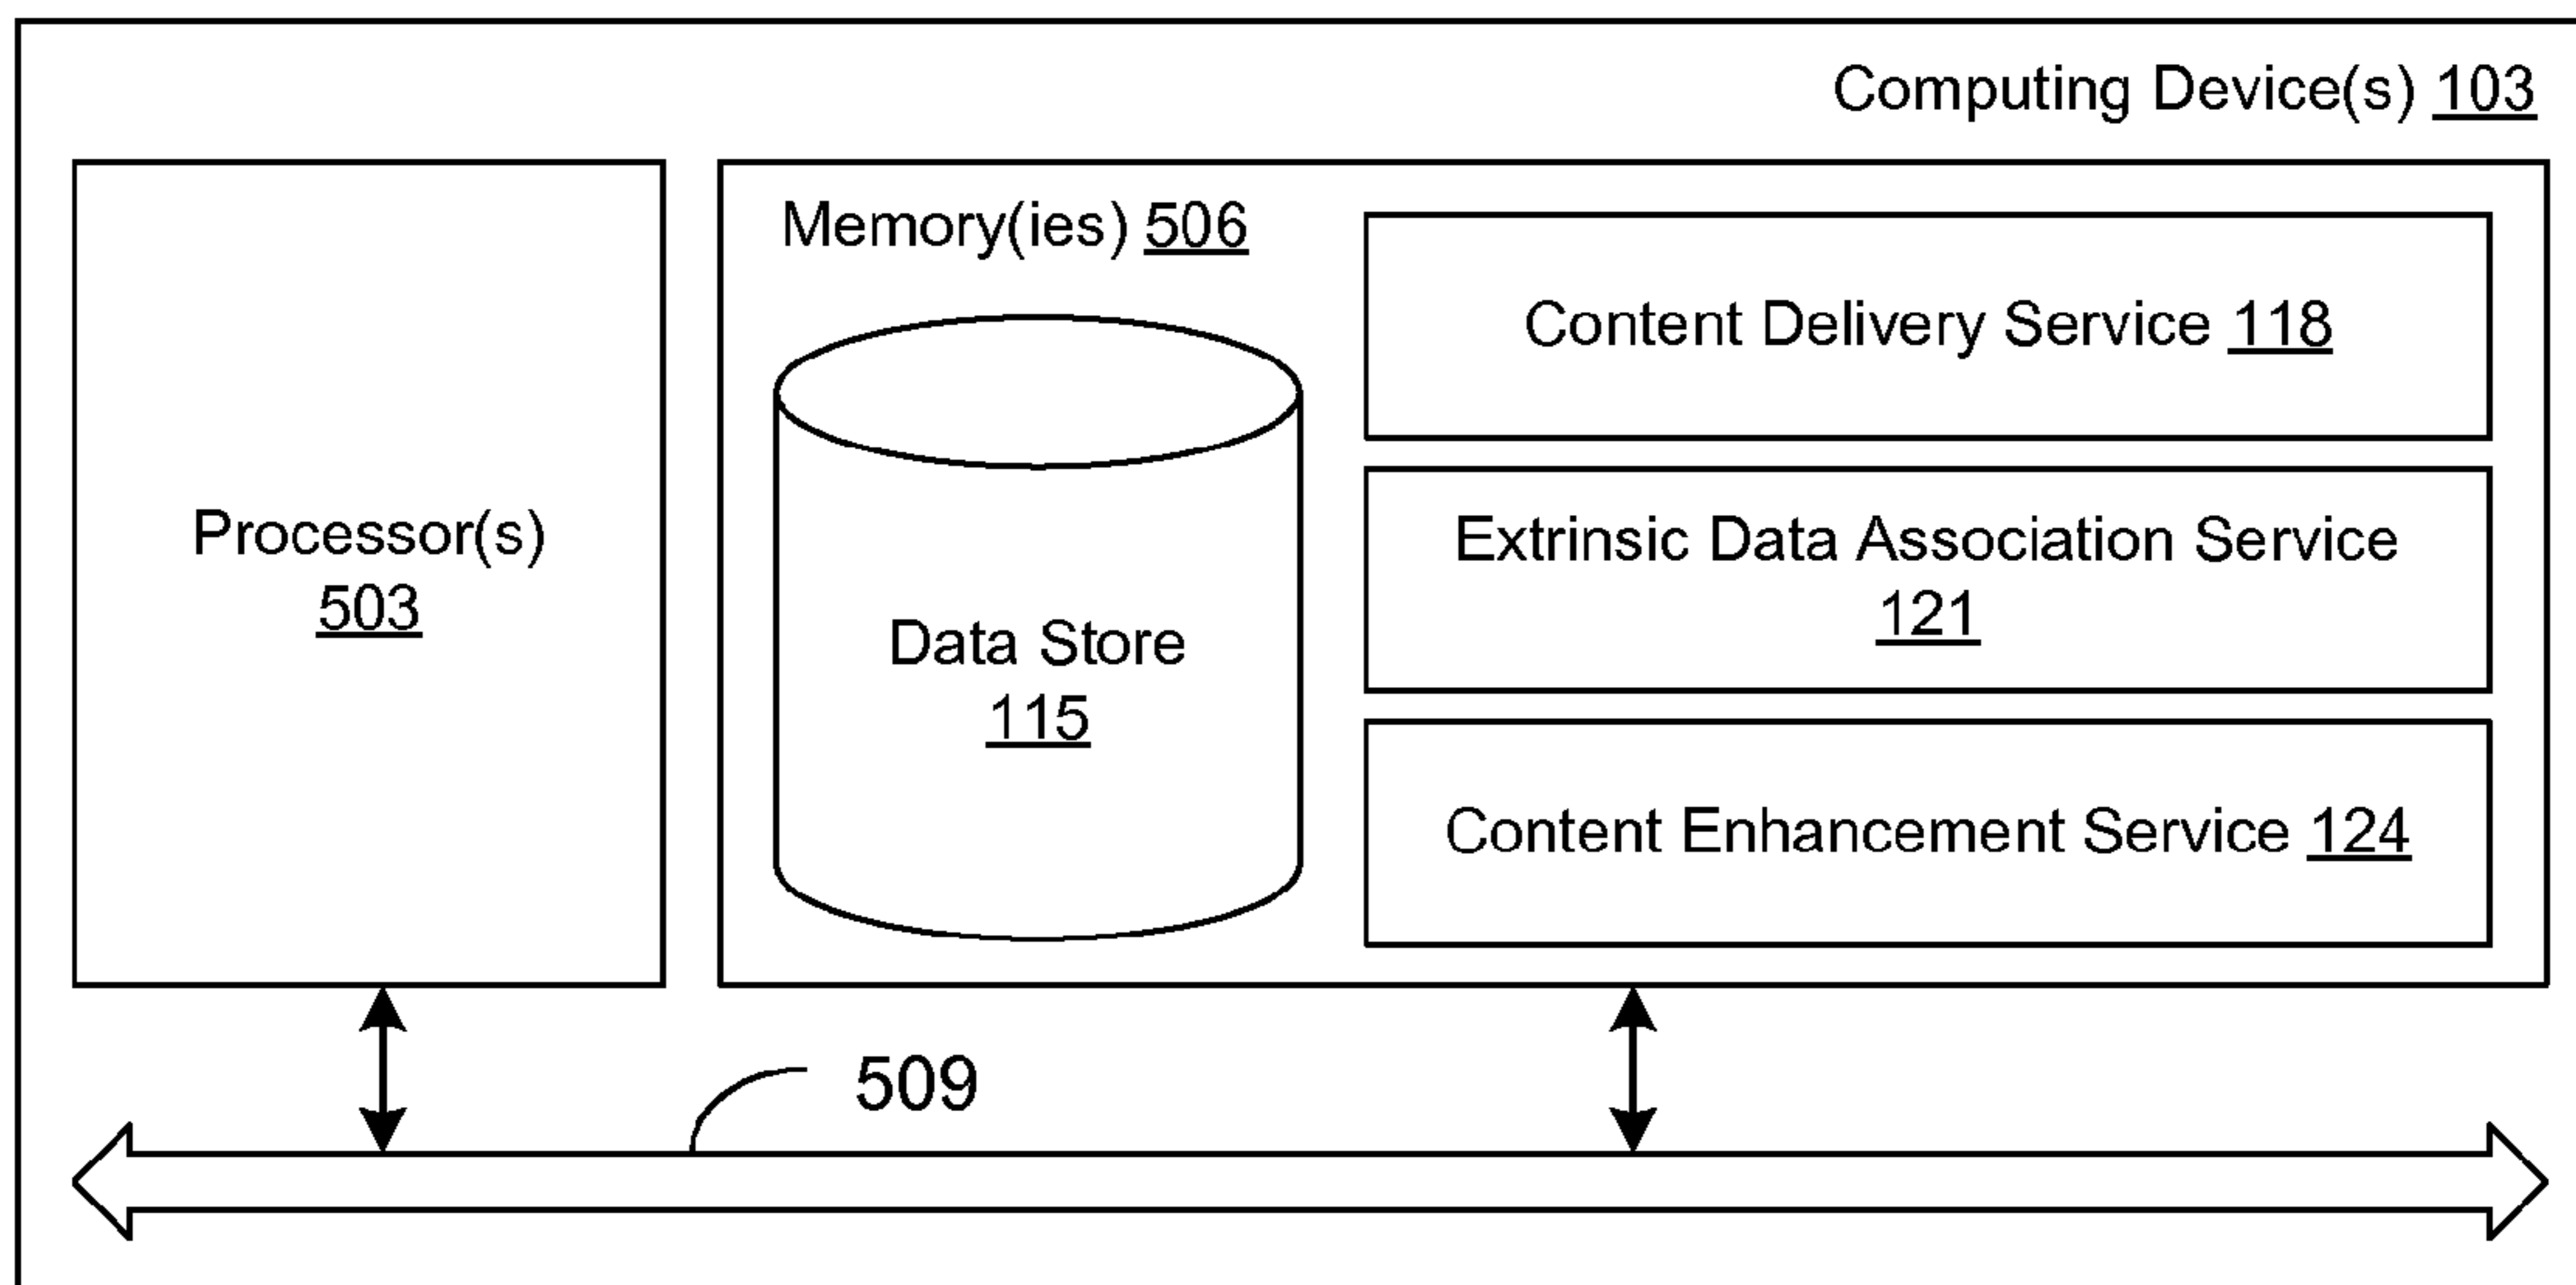 Computing Device(s) 103
Processor(s)
503
Memory(ies) 506
Data Store
115
Content Delivery Service 118
Extrinsic Data Association Service
121
Content Enhancement Service 124
509